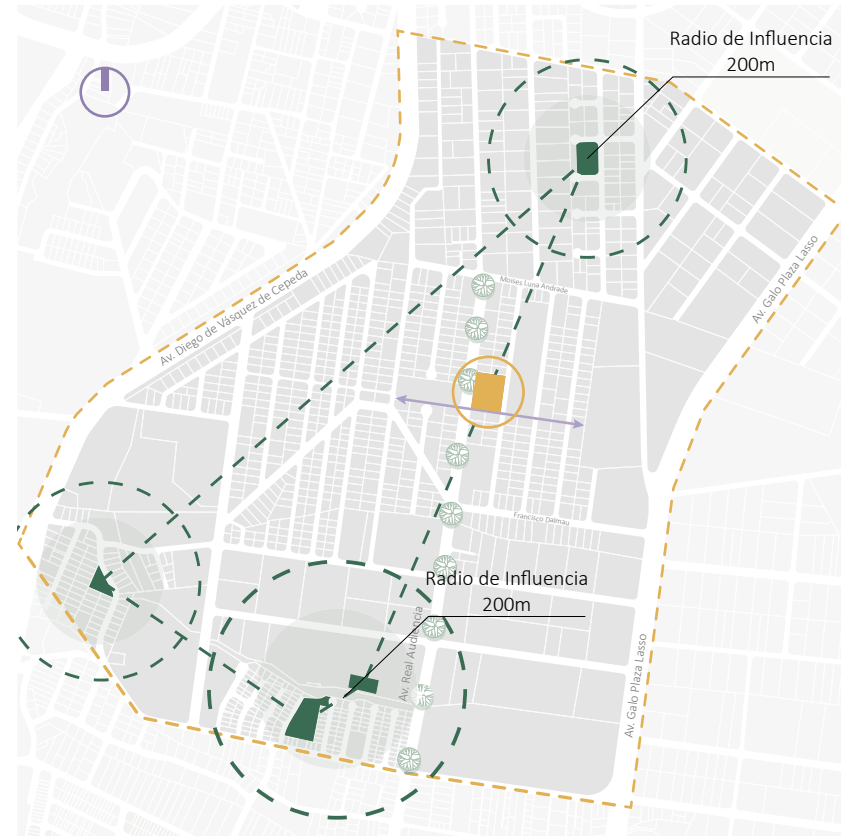 Radio de Influencia
200m
Av. Galo Plaza Lasso
Moises Luna Andrade
Av. Diego de Vásquez de Cepeda
Francisco Dalmau
Radio de Influencia
200m
Av. Real Audiencia
Av. Galo Plaza Lasso